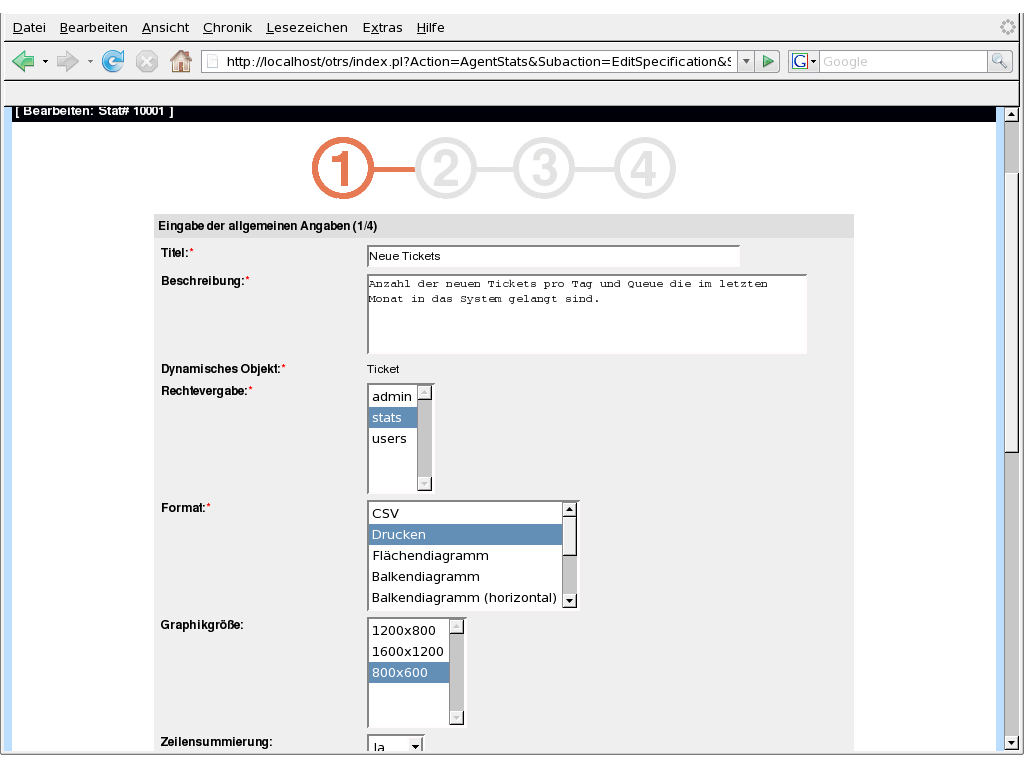 Datei Bearbeiten Ansicht Chronik Lesezeichen Extras Hilfe
http://localhost/otrs/index.pl?Action=AgentStats&Subaction=EditSpecification&S
G Google
[ Bearbeiten: Stat# 10001 ]
1 2 3 4
Eingabe der allgemeinen Angaben (1/4)
Titel:* Neue Tickets
Beschreibung:* Anzahl der neuen Tickets pro Tag und Queue die im letzten
Monat in das System gelangt sind.
Dynamisches Objekt:* Ticket
Rechtevergabe:* admin
stats
users
Format:* CSV
Drucken
Flächendiagramm
Balkendiagramm
Balkendiagramm (horizontal)
Graphikgröße: 1200x800
1600x1200
800x600
Zeilensummierung: Ja